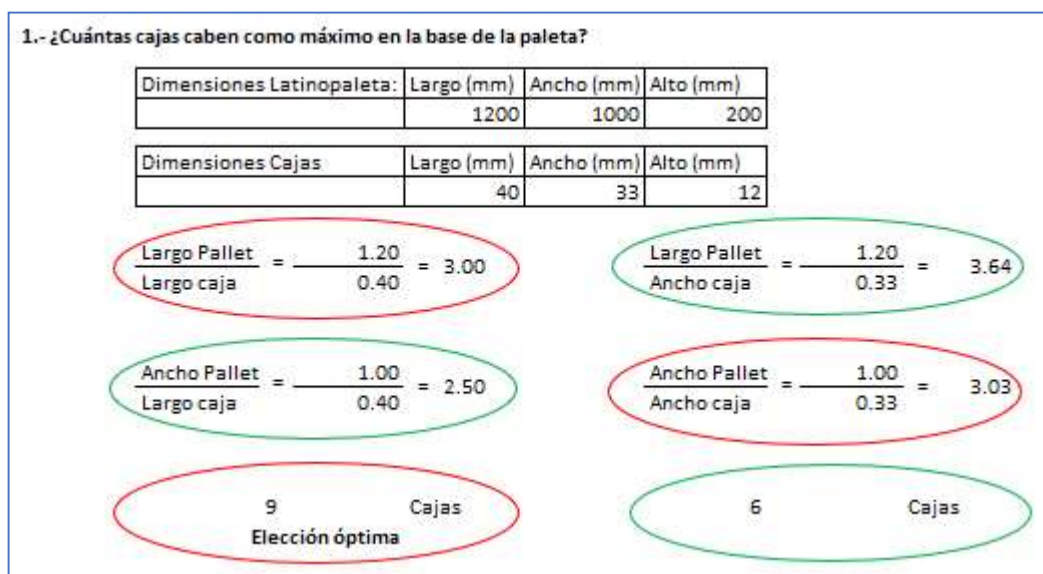 1.- ¿Cuántas cajas caben como máximo en la base de la paleta?
Dimensiones Latinopaleta: Largo (mm) Ancho (mm) Alto (mm)
1200 1000 200
Dimensiones Cajas Largo (mm) Ancho (mm) Alto (mm)
40 33 12
Largo Pallet = 1.20 = 3.00
Largo caja 0.40
Largo Pallet = 1.20 = 3.64
Ancho caja 0.33
Ancho Pallet = 1.00 = 2.50
Largo caja 0.40
Ancho Pallet = 1.00 = 3.03
Ancho caja 0.33
9 Cajas
Elección óptima
6 Cajas